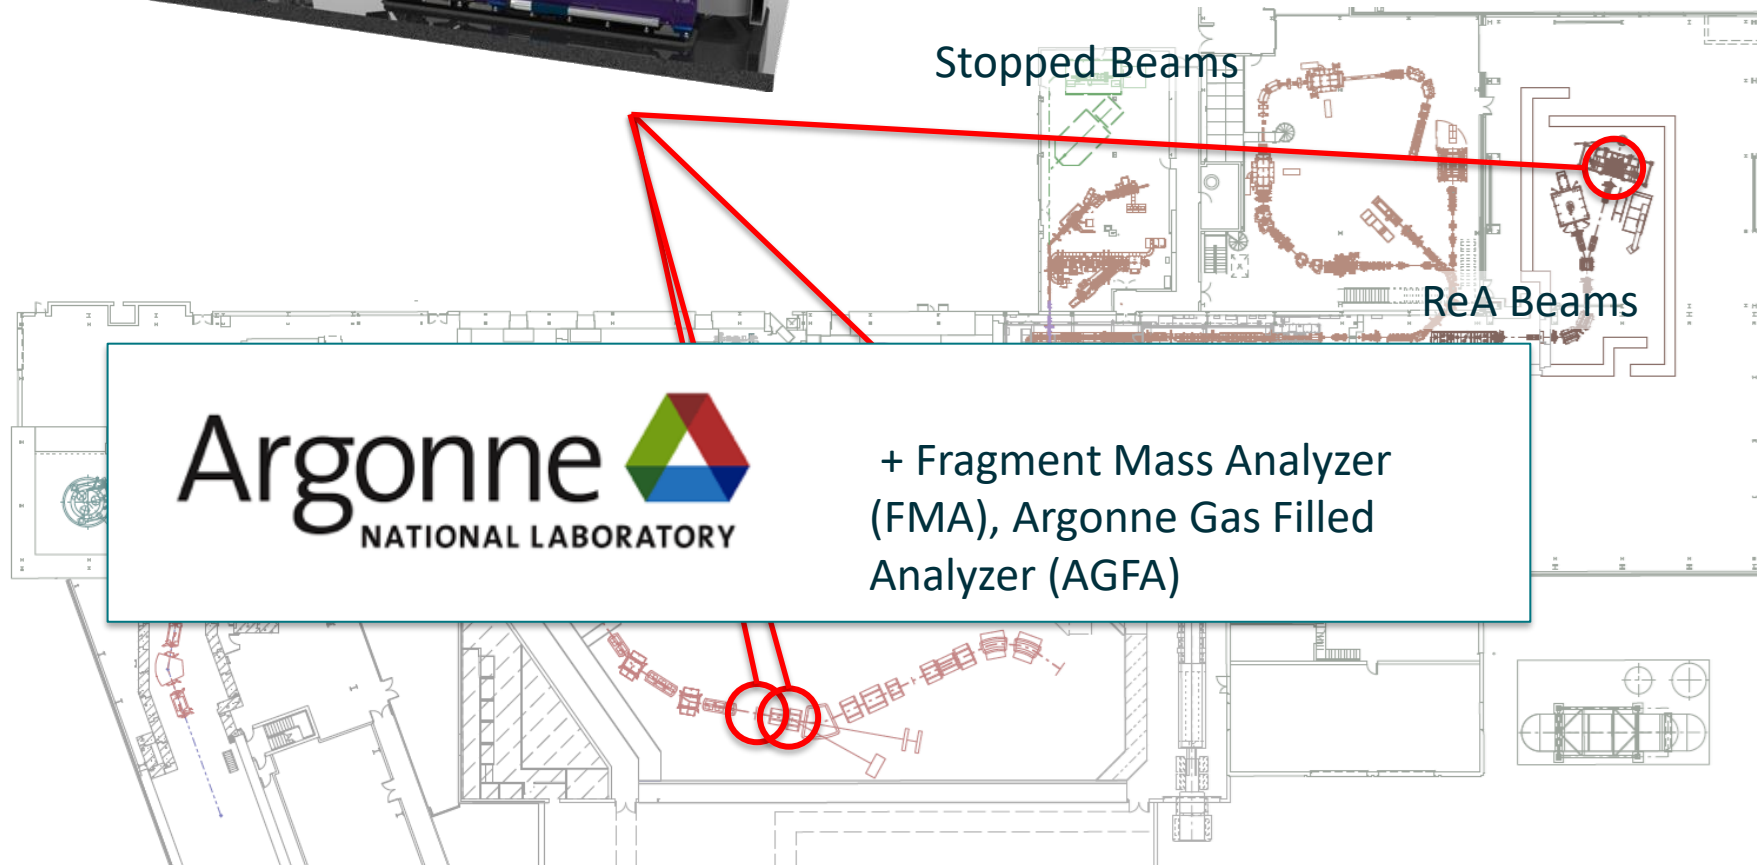 Stopped Beams
ReA Beams
Argonne
NATIONAL LABORATORY
+ Fragment Mass Analyzer
(FMA), Argonne Gas Filled
Analyzer (AGFA)